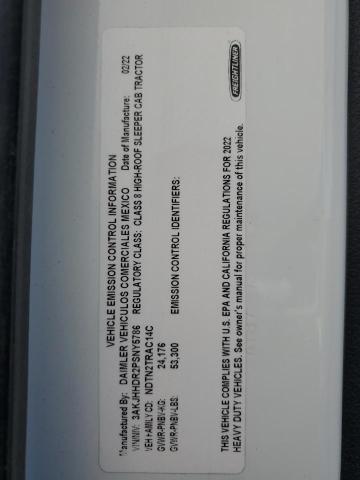 VEHICLE EMISSION CONTROL INFORMATION
Manufactured By: DAIMLER VEHICULOS COMERCIALES MEXICO Date of Manufacture: 02/22
VIN/NIV: 3AKJHHDR2PSNY5786 REGULATORY CLASS: CLASS 8 HIGH-ROOF SLEEPER CAB TRACTOR
VEH FAMILY CD: NDTN2TRAC14C
GVWR-PNBV-KG: 24,176
GVWR-PNBV-LBS: 53,300 EMISSION CONTROL IDENTIFIERS:
THIS VEHICLE COMPLIES WITH U.S. EPA AND CALIFORNIA REGULATIONS FOR 2022
HEAVY DUTY VEHICLES. See owner's manual for proper maintenance of this vehicle.
FREIGHTLINER